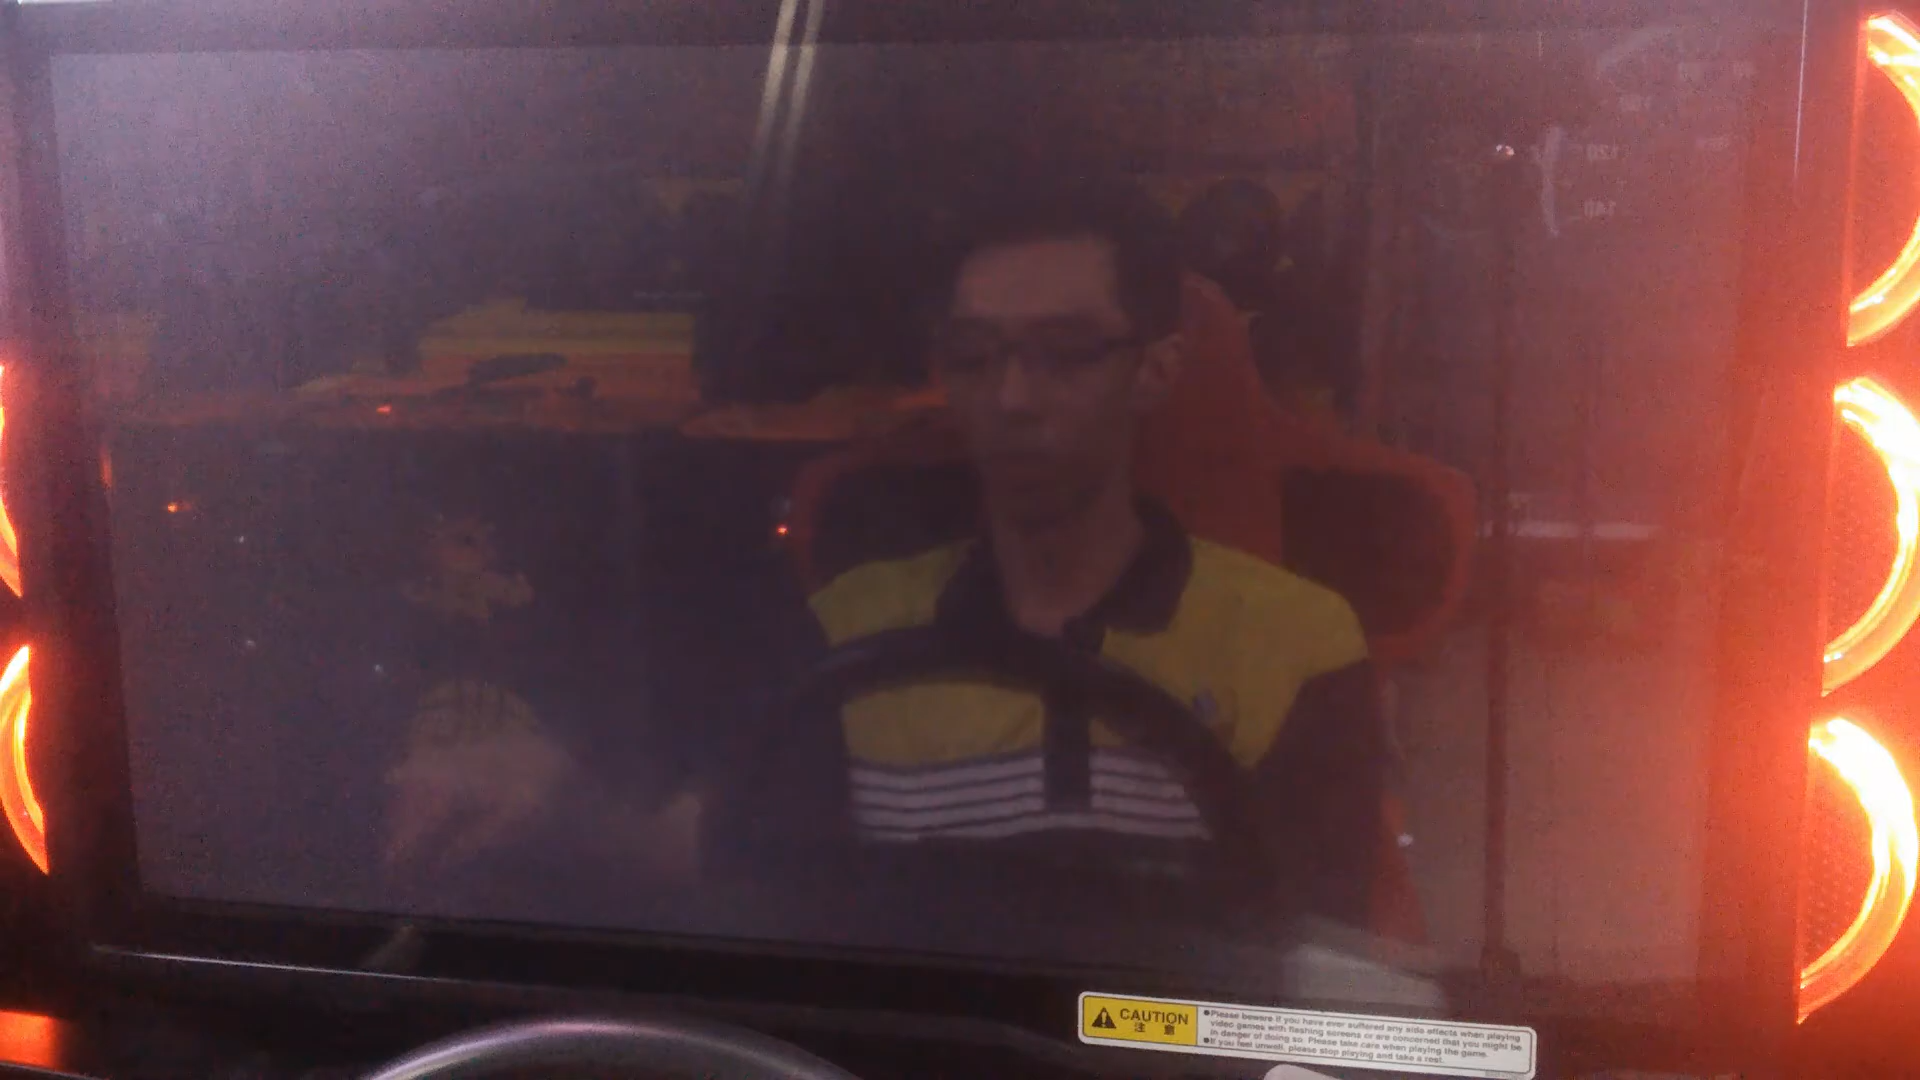 120
140
CAUTION
注 意
●Please beware if you have ever suffered any side effects when playing
video games with flashing screens or are concerned that you might be
in danger of doing so. Please take care when playing the game.
●If you feel unwell, please stop playing and take a rest.